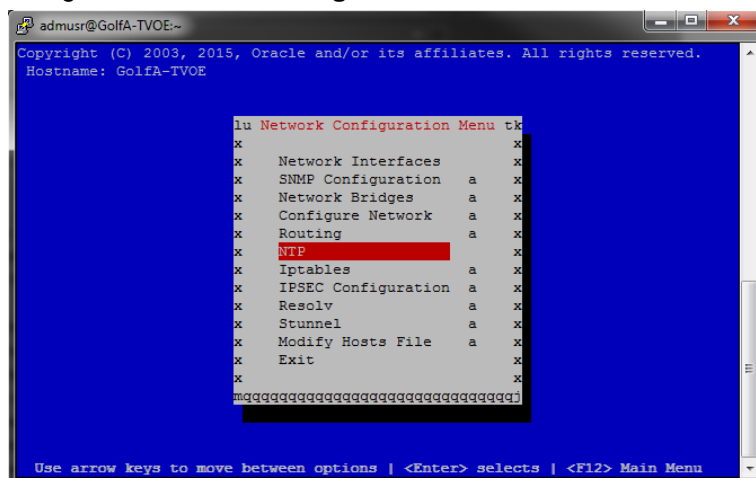 admusr@GolfA-TVOE:~
Copyright (C) 2003, 2015, Oracle and/or its affiliates. All rights reserved.
Hostname: GolfA-TVOE
lu Network Configuration Menu tk
x x
x Network Interfaces x
x SNMP Configuration a x
x Network Bridges a x
x Configure Network a x
x Routing a x
x NTP x
x Iptables a x
x IPSEC Configuration a x
x Resolv a x
x Stunnel a x
x Modify Hosts File a x
x Exit x
x x
mqqqqqqqqqqqqqqqqqqqqqqqqqqqqqqj
Use arrow keys to move between options | <Enter> selects | <F12> Main Menu